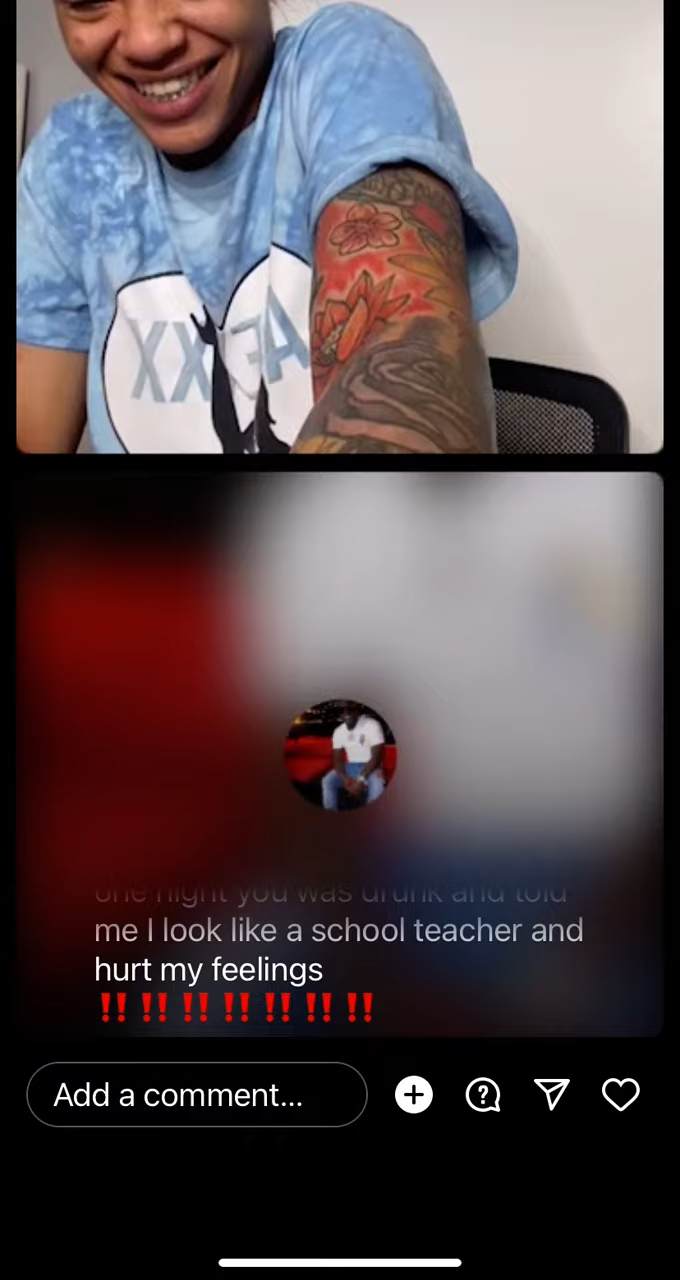 XX FA
one night you was drunk and told
me I look like a school teacher and
hurt my feelings
‼️‼️‼️‼️‼️‼️‼️
Add a comment...